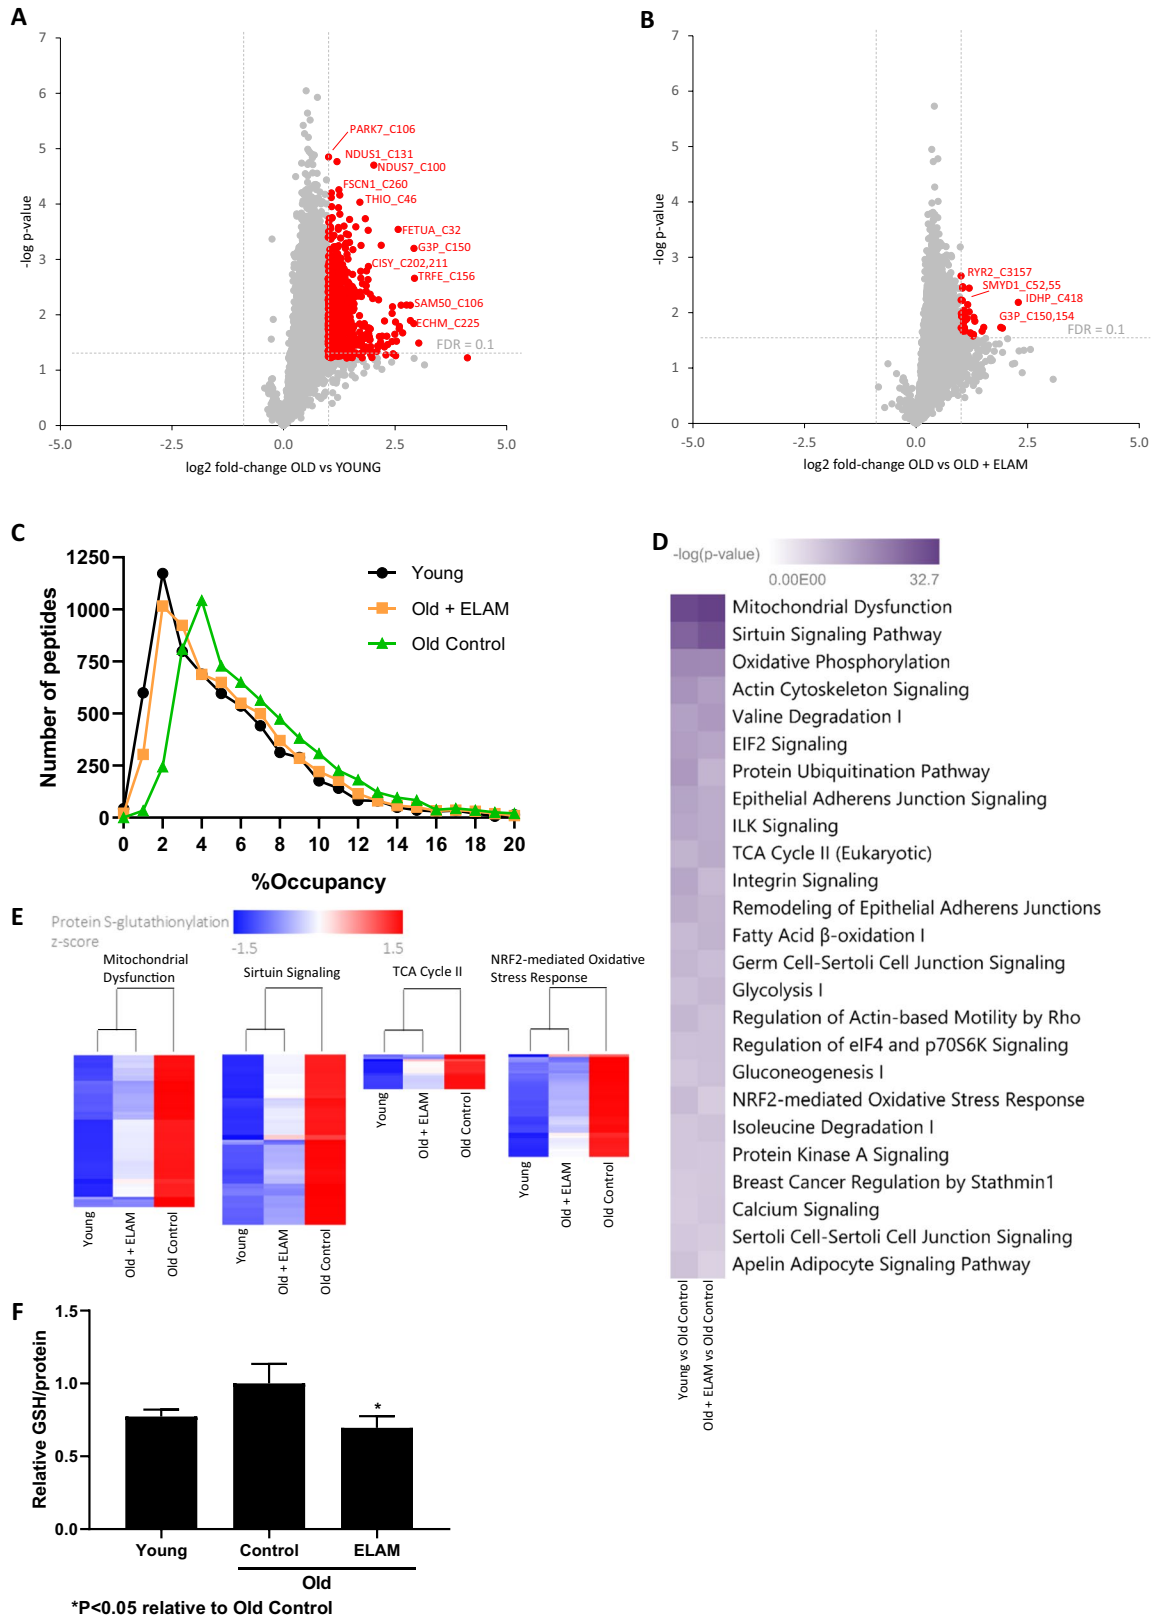 A
7
6
5
4
3
2
1
0
-log p-value
-5.0
-2.5
0.0
2.5
5.0
log2 fold-change OLD vs YOUNG
PARK7_C106
NDUS1_C131
NDUS7_C100
FSCN1_C260
THIO_C46
FETUA_C32
G3P_C150
CISY_C202,211
TRFE_C156
SAM50_C106
ECHM_C225
FDR = 0.1
B
7
6
5
4
3
2
1
0
-log p-value
-5.0
-2.5
0.0
2.5
5.0
log2 fold-change OLD vs OLD + ELAM
RYR2_C3157
SMYD1_C52,55
IDHP_C418
G3P_C150,154
FDR = 0.1
C
1250
1000
750
500
250
0
Number of peptides
0 2 4 6 8 10 12 14 16 18 20
%Occupancy
Young
Old + ELAM
Old Control
D
-log(p-value)
0.00E00 32.7
Mitochondrial Dysfunction
Sirtuin Signaling Pathway
Oxidative Phosphorylation
Actin Cytoskeleton Signaling
Valine Degradation I
EIF2 Signaling
Protein Ubiquitination Pathway
Epithelial Adherens Junction Signaling
ILK Signaling
TCA Cycle II (Eukaryotic)
Integrin Signaling
Remodeling of Epithelial Adherens Junctions
Fatty Acid β-oxidation I
Germ Cell-Sertoli Cell Junction Signaling
Glycolysis I
Regulation of Actin-based Motility by Rho
Regulation of eIF4 and p70S6K Signaling
Gluconeogenesis I
NRF2-mediated Oxidative Stress Response
Isoleucine Degradation I
Protein Kinase A Signaling
Breast Cancer Regulation by Stathmin1
Calcium Signaling
Sertoli Cell-Sertoli Cell Junction Signaling
Apelin Adipocyte Signaling Pathway
Young vs Old Control
Old + ELAM vs Old Control
E
Protein S-glutathionylation
z-score
-1.5 1.5
Mitochondrial
Dysfunction
Young
Old + ELAM
Old Control
Sirtuin Signaling
Young
Old + ELAM
Old Control
TCA Cycle II
Young
Old + ELAM
Old Control
NRF2-mediated Oxidative
Stress Response
Young
Old + ELAM
Old Control
F
1.5
1.0
0.5
0.0
Relative GSH/protein
*
Young
Control
ELAM
Old
*P<0.05 relative to Old Control